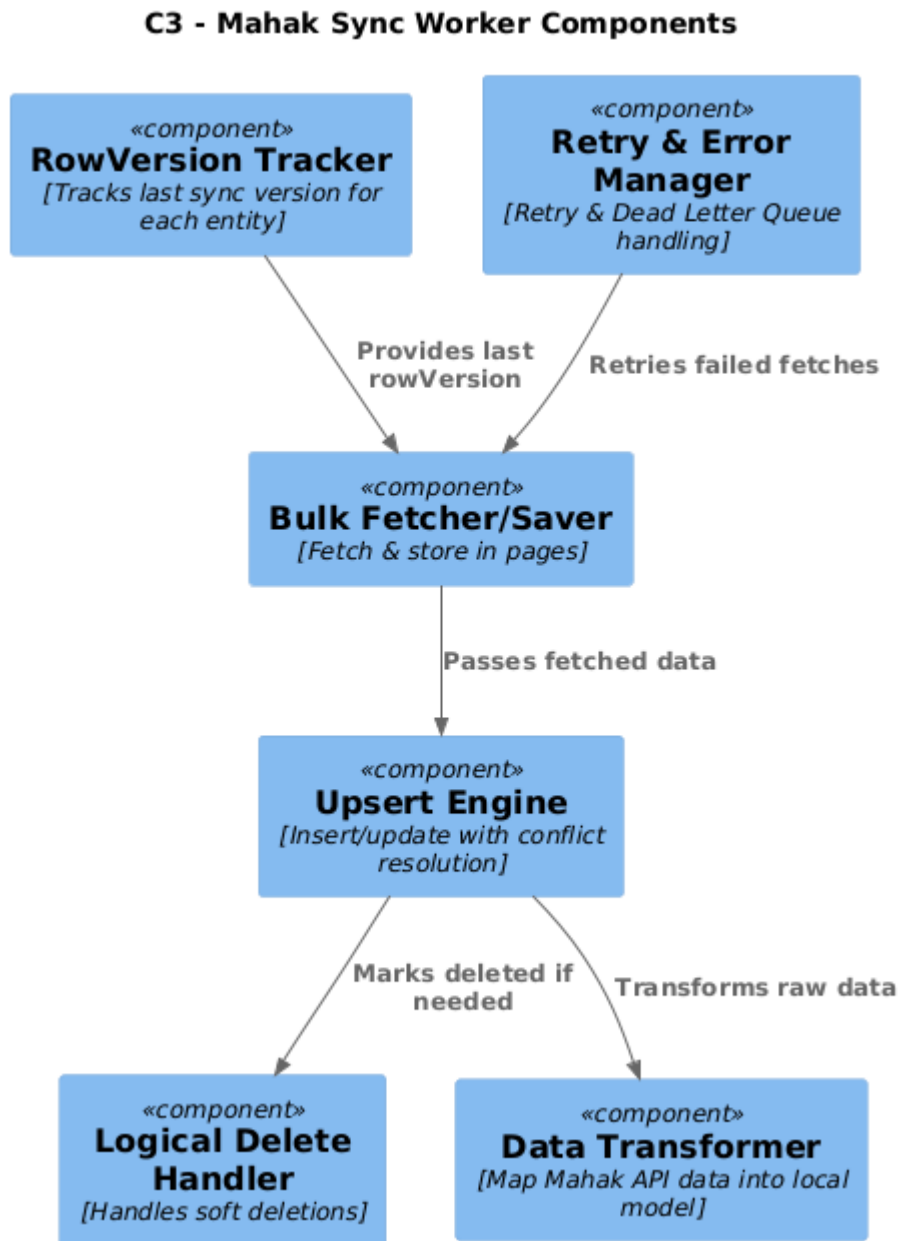 C3 - Mahak Sync Worker Components
«component»
RowVersion Tracker
[Tracks last sync version for
each entity]
«component»
Retry & Error
Manager
[Retry & Dead Letter Queue
handling]
Provides last
rowVersion
Retries failed fetches
«component»
Bulk Fetcher/Saver
[Fetch & store in pages]
Passes fetched data
«component»
Upsert Engine
[Insert/update with conflict
resolution]
Marks deleted if
needed
Transforms raw data
«component»
Logical Delete
Handler
[Handles soft deletions]
«component»
Data Transformer
[Map Mahak API data into local
model]